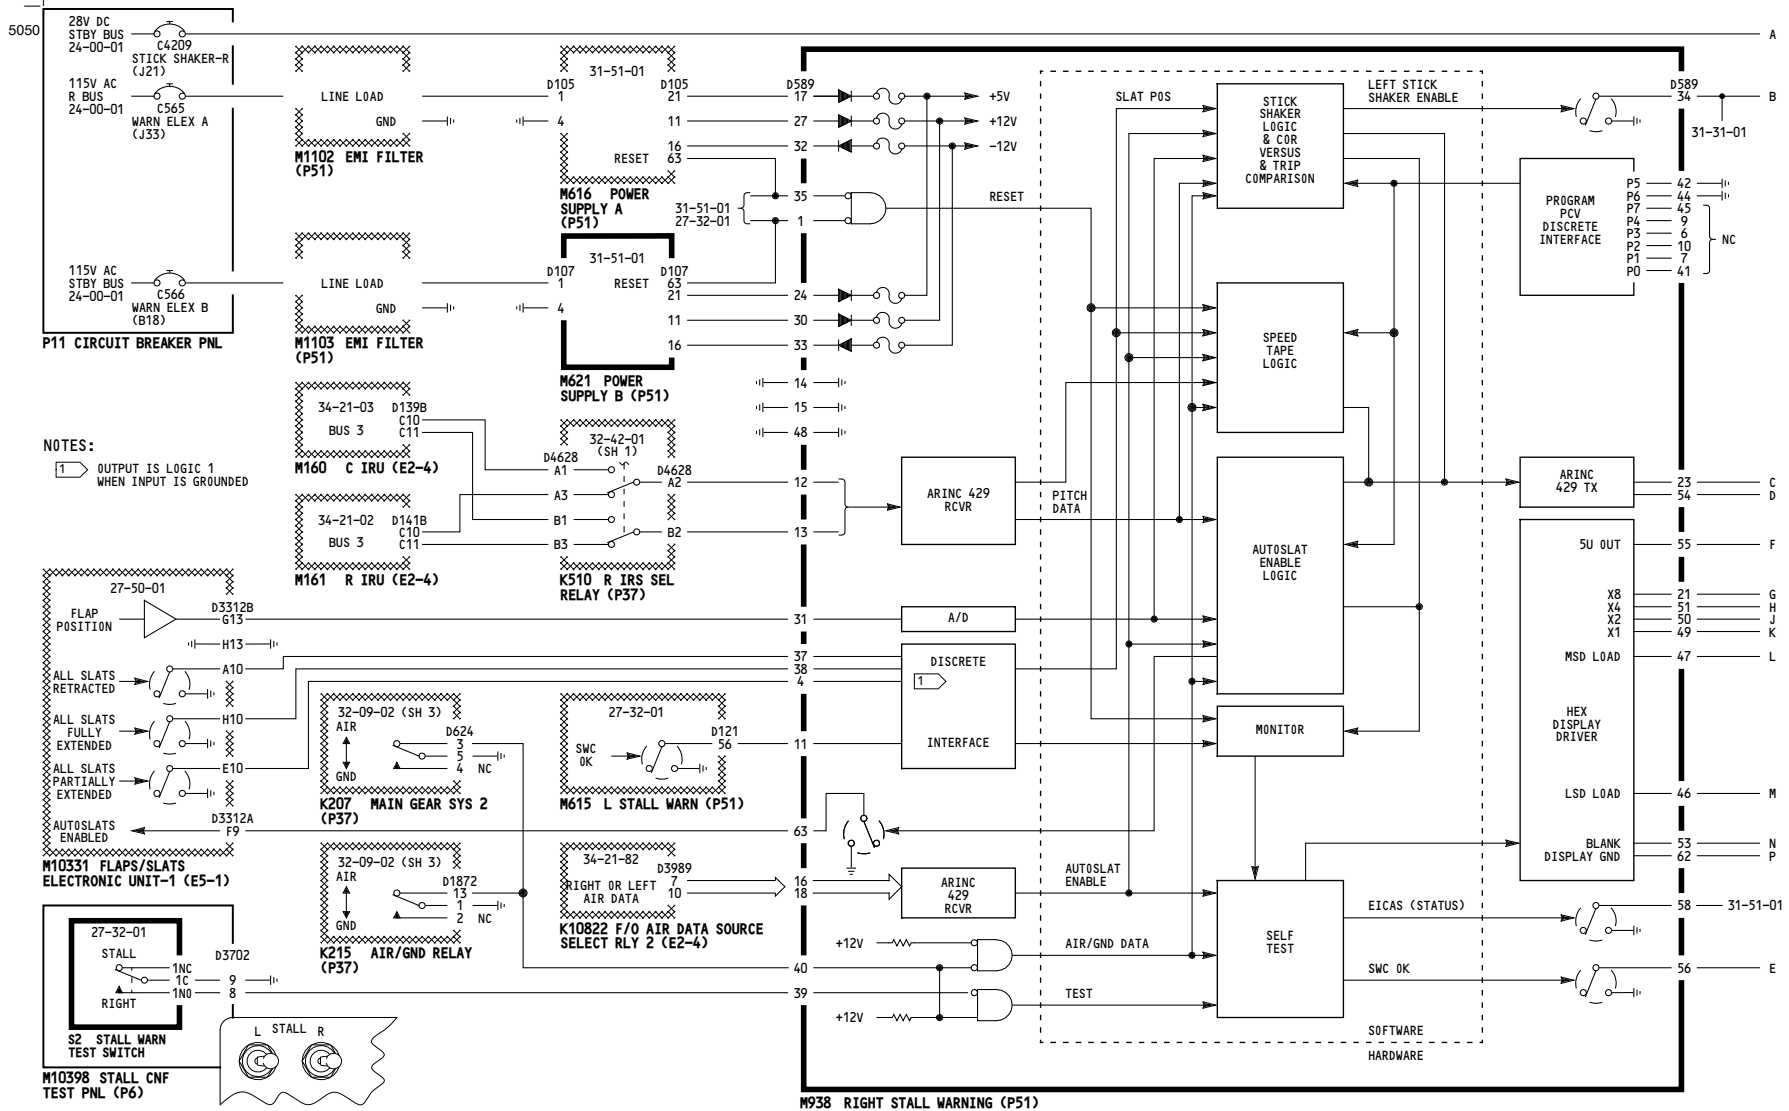 5050
28V DC
STBY BUS
24-00-01
C4209
STICK SHAKER-R
(J21)
115V AC
R BUS
24-00-01
C565
WARN ELEX A
(J33)
115V AC
STBY BUS
24-00-01
C566
WARN ELEX B
(B18)
P11 CIRCUIT BREAKER PNL
LINE LOAD
GND
M1102 EMI FILTER
(P51)
LINE LOAD
GND
M1103 EMI FILTER
(P51)
31-51-01
D105
1
4
D105
21
11
16
RESET 63
M616 POWER
SUPPLY A
(P51)
31-51-01
27-32-01
31-51-01
D107
1
4
D107
RESET 63
21
11
16
M621 POWER
SUPPLY B (P51)
D589
17
27
32
35
1
24
30
33
14
15
48
+5V
+12V
-12V
RESET
NOTES:
1 OUTPUT IS LOGIC 1
WHEN INPUT IS GROUNDED
34-21-03
BUS 3
D139B
C10
C11
M160 C IRU (E2-4)
34-21-02
BUS 3
D141B
C10
C11
M161 R IRU (E2-4)
32-42-01
(SH 1)
D4628
A1
A3
B1
B3
D4628
A2
B2
K510 R IRS SEL
RELAY (P37)
12
13
ARINC 429
RCVR
PITCH
DATA
27-50-01
FLAP
POSITION
D3312B
G13
H13
ALL SLATS
RETRACTED
A10
ALL SLATS
FULLY
EXTENDED
H10
ALL SLATS
PARTIALLY
EXTENDED
E10
AUTOSLATS
ENABLED
D3312A
F9
M10331 FLAPS/SLATS
ELECTRONIC UNIT-1 (E5-1)
31
A/D
37
38
4
11
DISCRETE
1
INTERFACE
32-09-02 (SH 3)
AIR
GND
D624
3
5
4 NC
K207 MAIN GEAR SYS 2
(P37)
27-32-01
SWC
OK
D121
56
M615 L STALL WARN (P51)
63
32-09-02 (SH 3)
AIR
GND
D1872
13
1
2 NC
K215 AIR/GND RELAY
(P37)
34-21-82
RIGHT OR LEFT
AIR DATA
D3989
7
10
K10822 F/O AIR DATA SOURCE
SELECT RLY 2 (E2-4)
16
18
ARINC
429
RCVR
AUTOSLAT
ENABLE
27-32-01
STALL
RIGHT
1NC
1C
1NO
D3702
9
8
S2 STALL WARN
TEST SWITCH
L STALL R
M10398 STALL CNF
TEST PNL (P6)
+12V
40
39
+12V
AIR/GND DATA
TEST
SLAT POS
STICK
SHAKER
LOGIC
& COR
VERSUS
& TRIP
COMPARISON
LEFT STICK
SHAKER ENABLE
SPEED
TAPE
LOGIC
AUTOSLAT
ENABLE
LOGIC
MONITOR
SELF
TEST
EICAS (STATUS)
SWC OK
SOFTWARE
HARDWARE
D589
34
31-31-01
PROGRAM
PCV
DISCRETE
INTERFACE
P5 42
P6 44
P7 45
P4 9
P3 6
P2 10
P1 7
P0 41
NC
ARINC
429 TX
23
54
5U OUT 55
X8 21
X4 51
X2 50
X1 49
MSD LOAD 47
HEX
DISPLAY
DRIVER
LSD LOAD 46
BLANK 53
DISPLAY GND 62
58 31-51-01
56
A
B
C
D
F
G
H
J
K
L
M
N
P
E
M938 RIGHT STALL WARNING (P51)